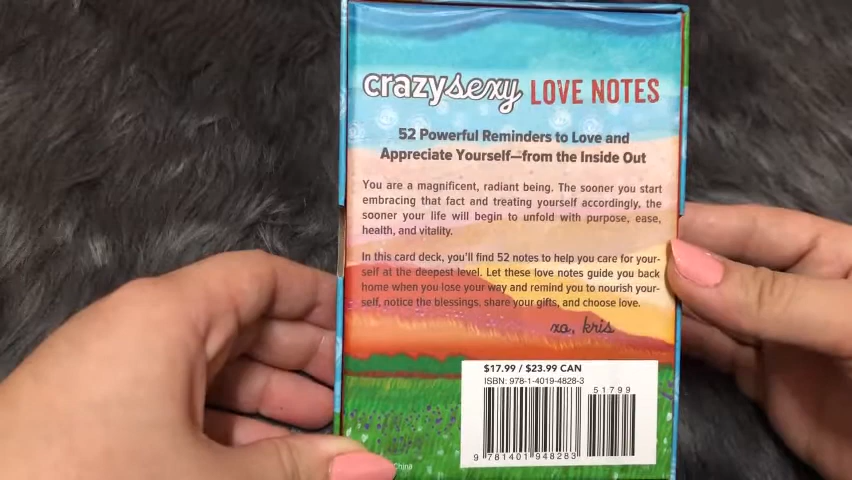 crazy sexy LOVE NOTES
52 Powerful Reminders to Love and
Appreciate Yourself—from the Inside Out
You are a magnificent, radiant being. The sooner you start
embracing that fact and treating yourself accordingly, the
sooner your life will begin to unfold with purpose, ease,
health, and vitality.
In this card deck, you'll find 52 notes to help you care for your-
self at the deepest level. Let these love notes guide you back
home when you lose your way and remind you to nourish your-
self, notice the blessings, share your gifts, and choose love.
xo, kris
$17.99 / $23.99 CAN
ISBN: 978-1-4019-4828-3
51799
9 781401 948283
China